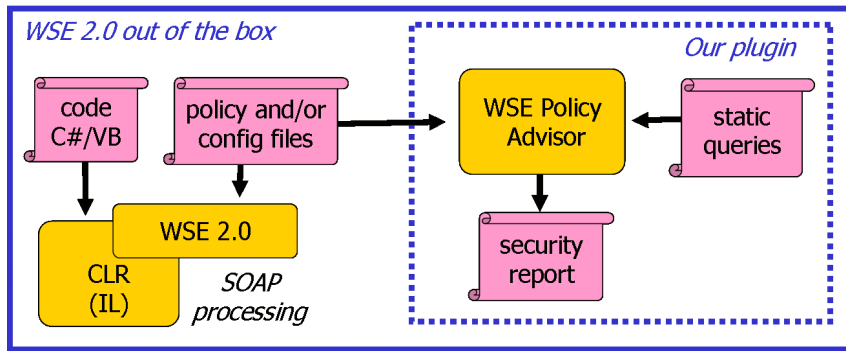 WSE 2.0 out of the box
Our plugin
code
C#/VB
policy and/or
config files
WSE Policy
Advisor
static
queries
WSE 2.0
CLR
(IL)
SOAP
processing
security
report